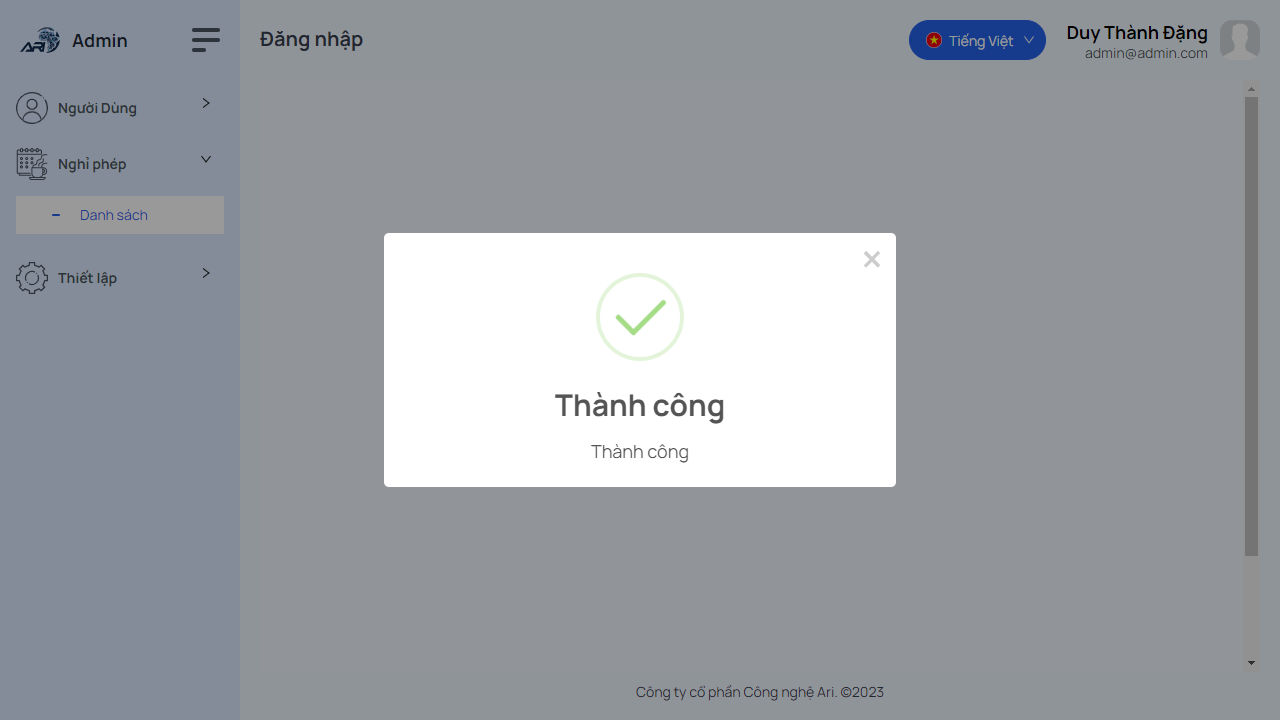 ARI Admin
Đăng nhập
Tiếng Việt
Duy Thành Đặng
admin@admin.com
Người Dùng
Nghỉ phép
Danh sách
Thiết lập
Thành công
Thành công
Công ty cổ phần Công nghệ Ari. ©2023